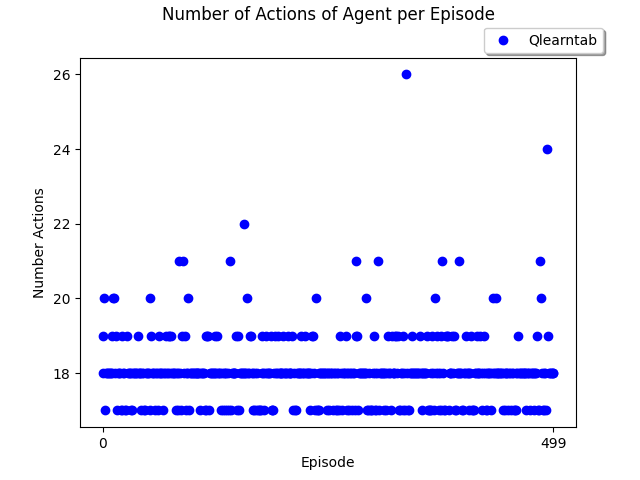 Number of Actions of Agent per Episode
Qlearntab
26
24
22
20
18
Number Actions
0
499
Episode